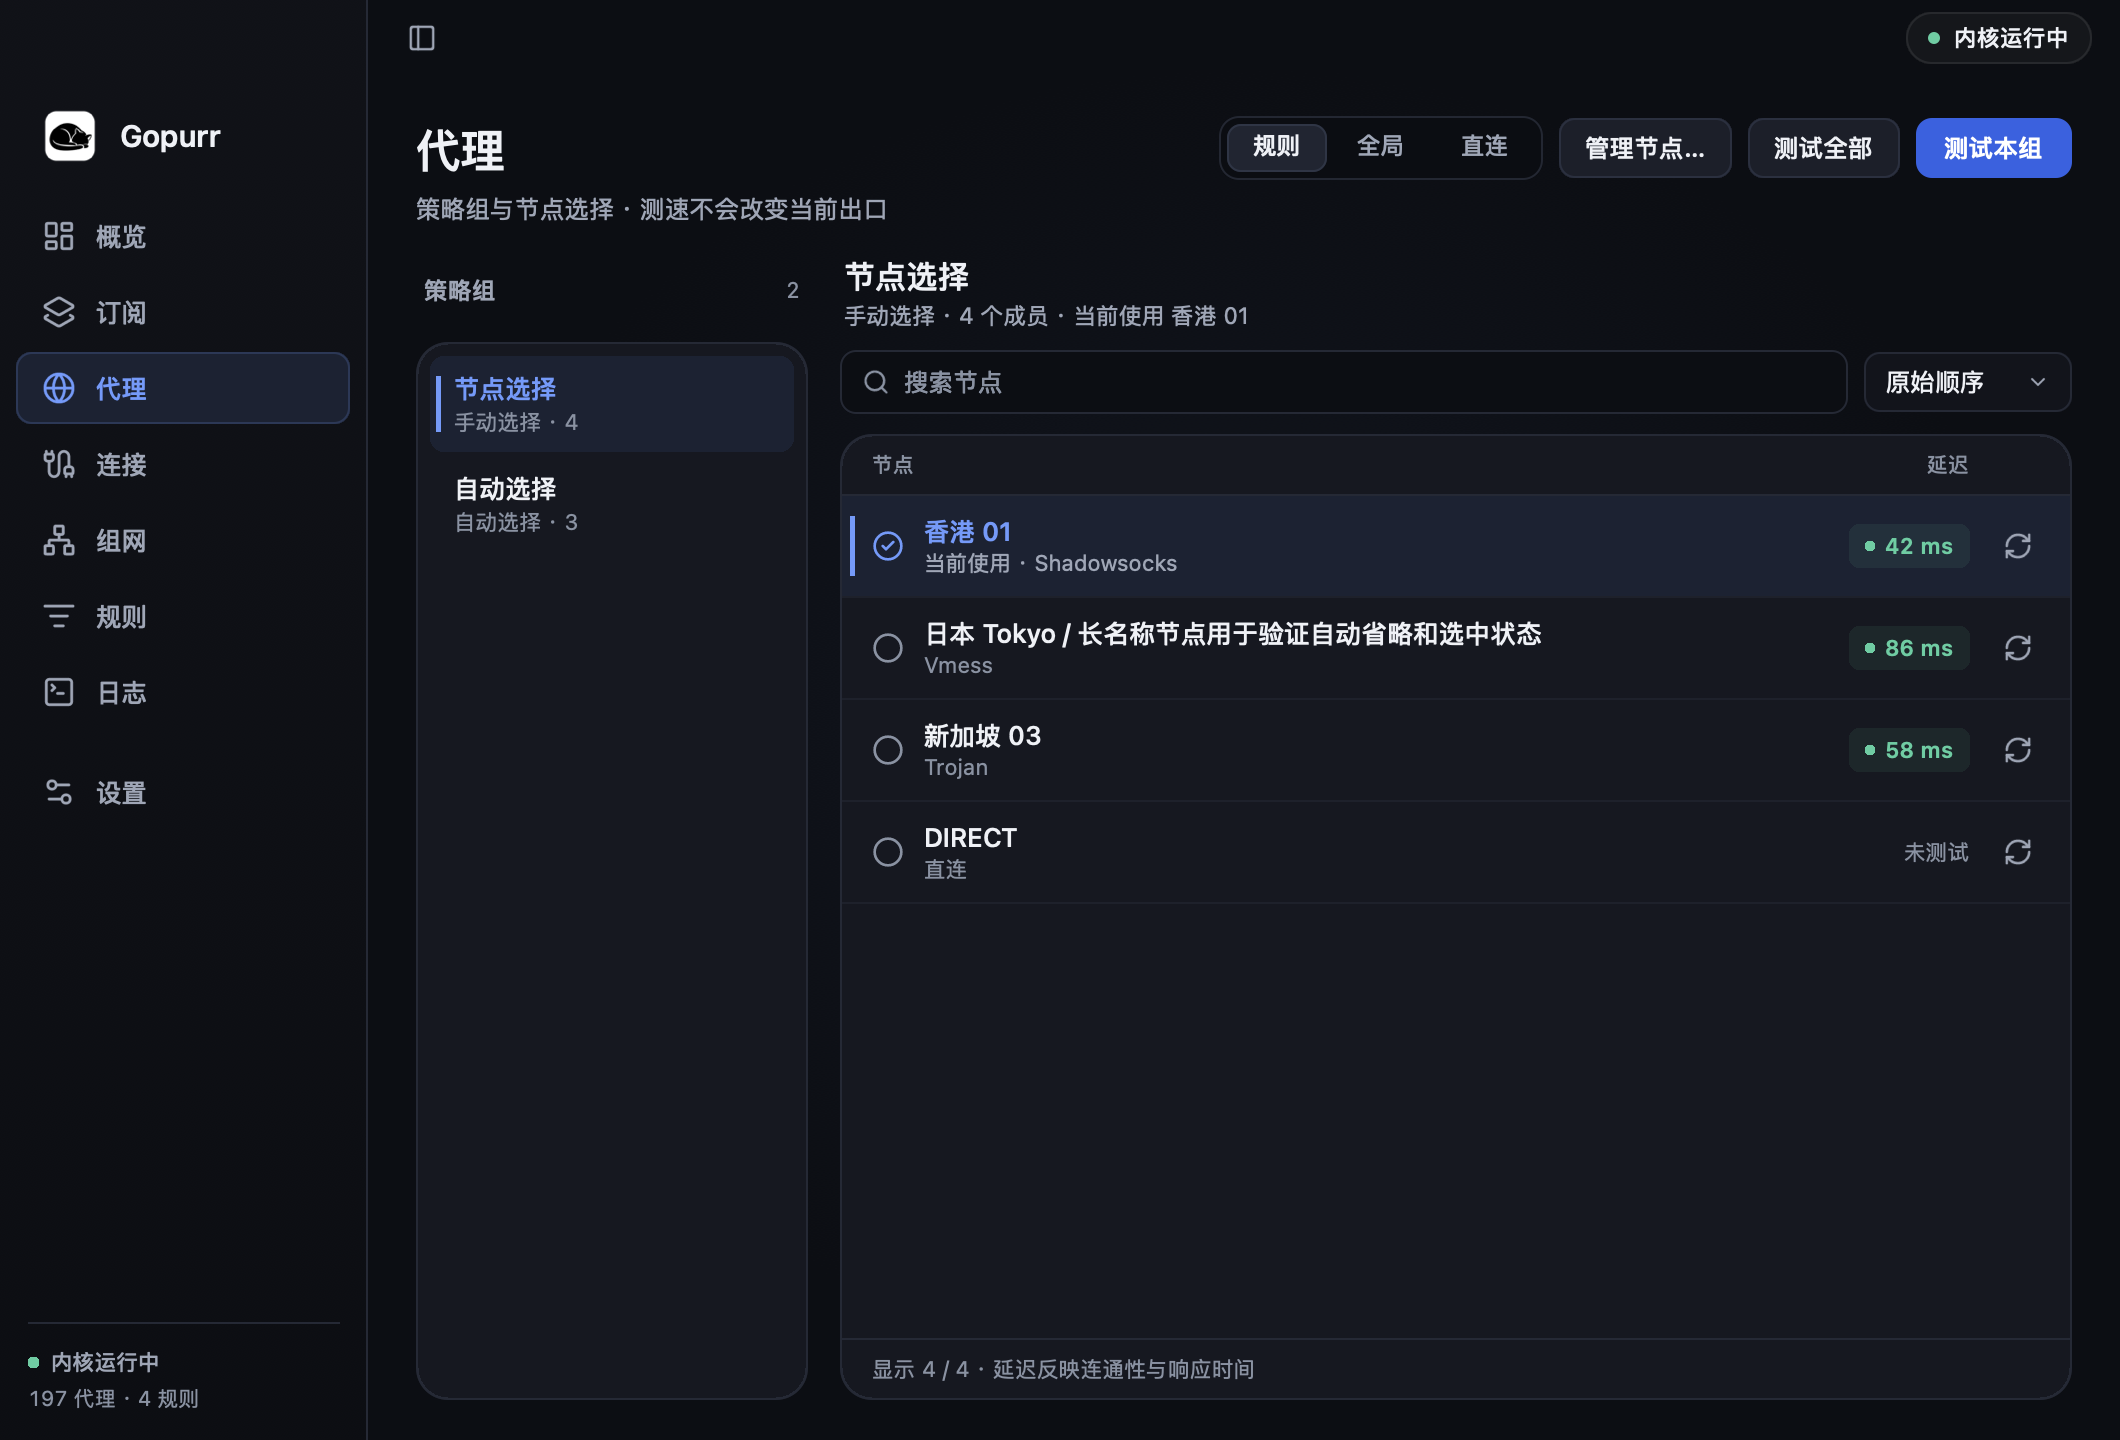 内核运行中
Gopurr
概览
订阅
代理
连接
组网
规则
日志
设置
内核运行中
197 代理 · 4 规则
代理
策略组与节点选择 · 测速不会改变当前出口
规则 全局 直连
管理节点...
测试全部
测试本组
策略组 2
节点选择
手动选择 · 4
自动选择
自动选择 · 3
节点选择
手动选择 · 4 个成员 · 当前使用 香港 01
搜索节点
原始顺序
节点 延迟
香港 01
当前使用 · Shadowsocks
42 ms
日本 Tokyo / 长名称节点用于验证自动省略和选中状态
Vmess
86 ms
新加坡 03
Trojan
58 ms
DIRECT
直连
未测试
显示 4 / 4 · 延迟反映连通性与响应时间